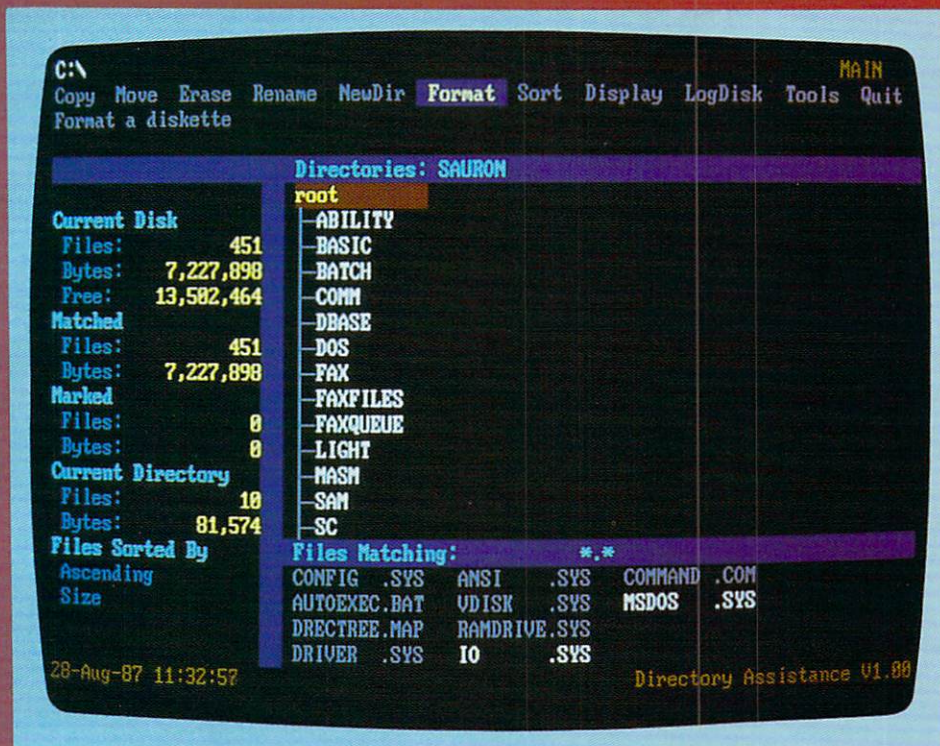 C:\ MAIN
Copy Move Erase Rename NewDir Format Sort Display LogDisk Tools Quit
Format a diskette
Directories: SAURON
root
ABILITY
BASIC
BATCH
COMM
DBASE
DOS
FAX
FAXFILES
FAXQUEUE
LIGHT
MASM
SAM
SC
Current Disk
Files: 451
Bytes: 7,227,898
Free: 13,502,464
Matched
Files: 451
Bytes: 7,227,898
Marked
Files: 0
Bytes: 0
Current Directory
Files: 10
Bytes: 81,574
Files Sorted By
Ascending
Size
Files Matching: *.*
CONFIG .SYS ANSI .SYS COMMAND .COM
AUTOEXEC.BAT VDISK .SYS MSDOS .SYS
DRECTREE.MAP RAMDRIVE.SYS
DRIVER .SYS IO .SYS
28-Aug-87 11:32:57 Directory Assistance V1.00